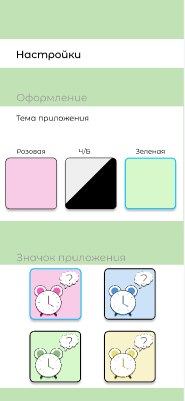 Настройки
Оформление
Тема приложения
Розовая Ч/Б Зеленая
Значок приложения
?
?
?
?